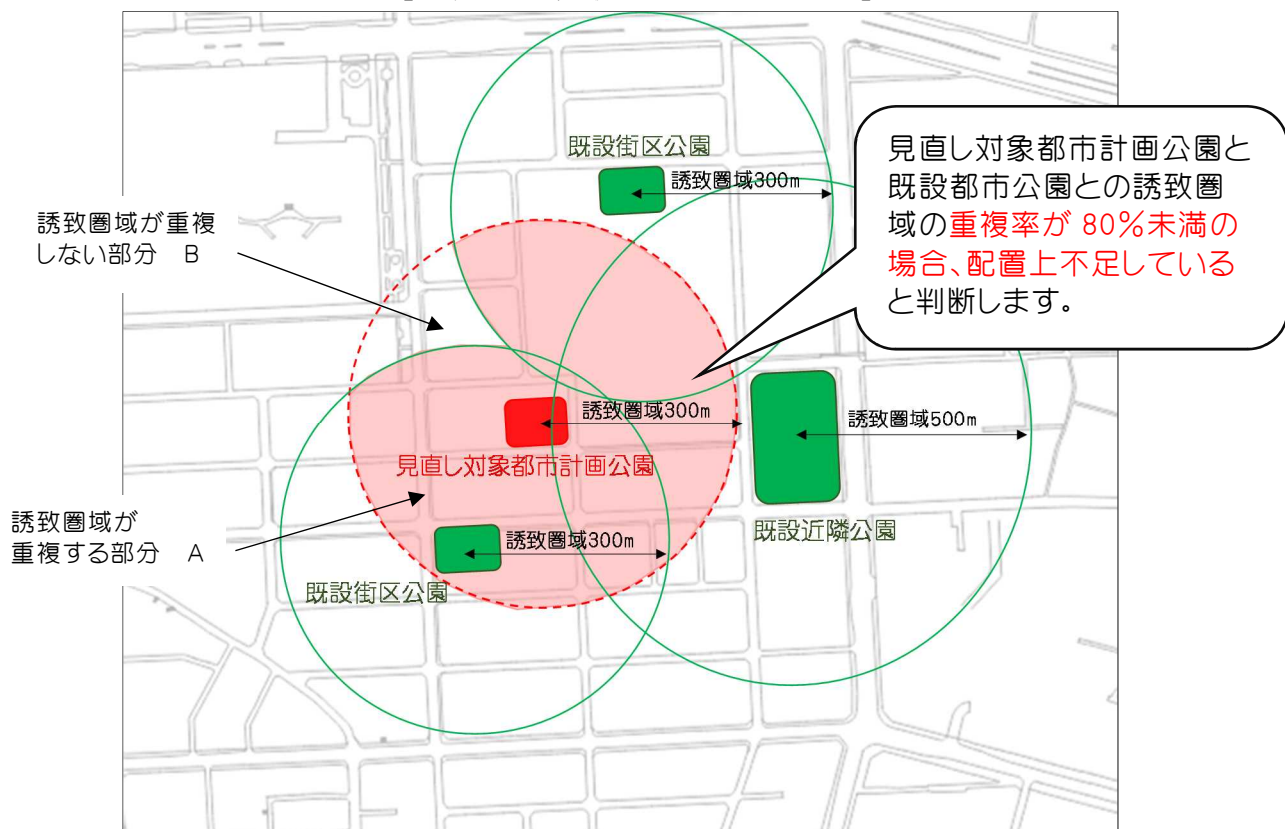 既設街区公園
誘致圏域300m
見直し対象都市計画公園と
既設都市公園との誘致圏
域の重複率が 80％未満の
場合、配置上不足している
と判断します。
誘致圏域が重複
しない部分　B
誘致圏域300m
誘致圏域500m
見直し対象都市計画公園
誘致圏域が
重複する部分　A
誘致圏域300m
既設近隣公園
既設街区公園